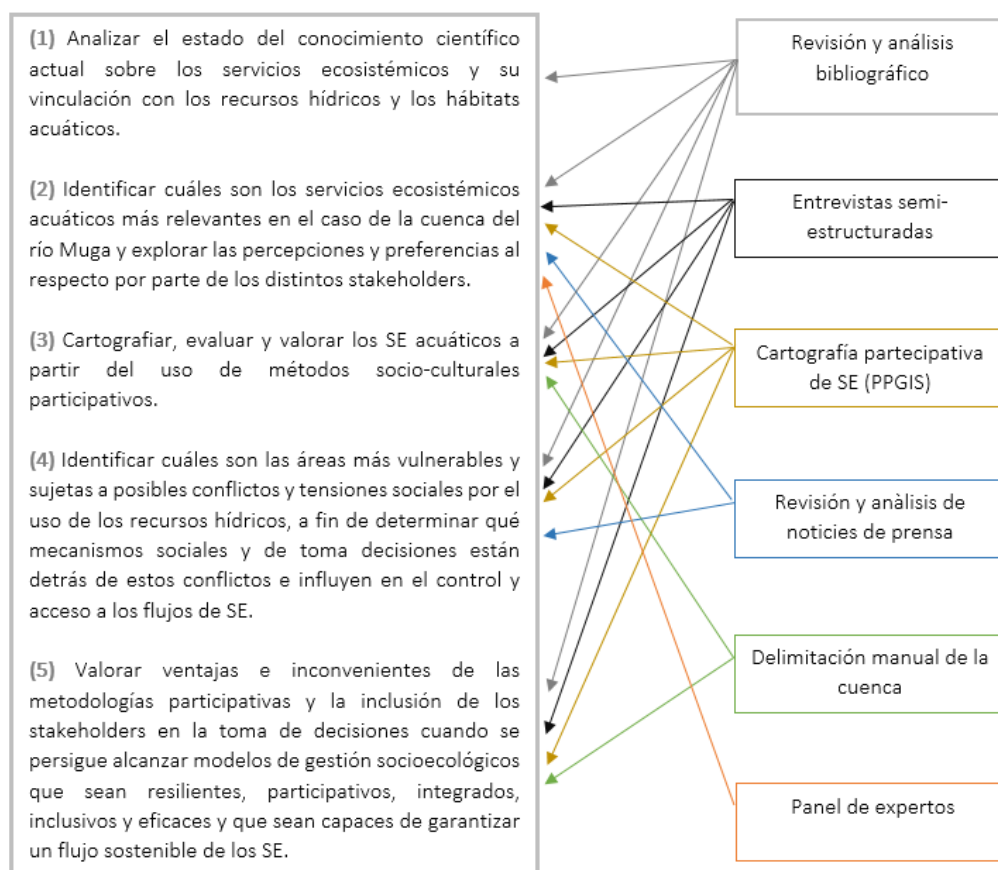 (1) Analizar el estado del conocimiento científico
actual sobre los servicios ecosistémicos y su
vinculación con los recursos hídricos y los hábitats
acuáticos.
(2) Identificar cuáles son los servicios ecosistémicos
acuáticos más relevantes en el caso de la cuenca del
río Muga y explorar las percepciones y preferencias al
respecto por parte de los distintos stakeholders.
(3) Cartografiar, evaluar y valorar los SE acuáticos a
partir del uso de métodos socio-culturales
participativos.
(4) Identificar cuáles son las áreas más vulnerables y
sujetas a posibles conflictos y tensiones sociales por el
uso de los recursos hídricos, a fin de determinar qué
mecanismos sociales y de toma decisiones están
detrás de estos conflictos e influyen en el control y
acceso a los flujos de SE.
(5) Valorar ventajas e inconvenientes de las
metodologías participativas y la inclusión de los
stakeholders en la toma de decisiones cuando se
persigue alcanzar modelos de gestión socioecológicos
que sean resilientes, participativos, integrados,
inclusivos y eficaces y que sean capaces de garantizar
un flujo sostenible de los SE.
Revisión y análisis
bibliográfico
Entrevistas semi-
estructuradas
Cartografía partecipativa
de SE (PPGIS)
Revisión y anàlisis de
noticies de prensa
Delimitación manual de la
cuenca
Panel de expertos